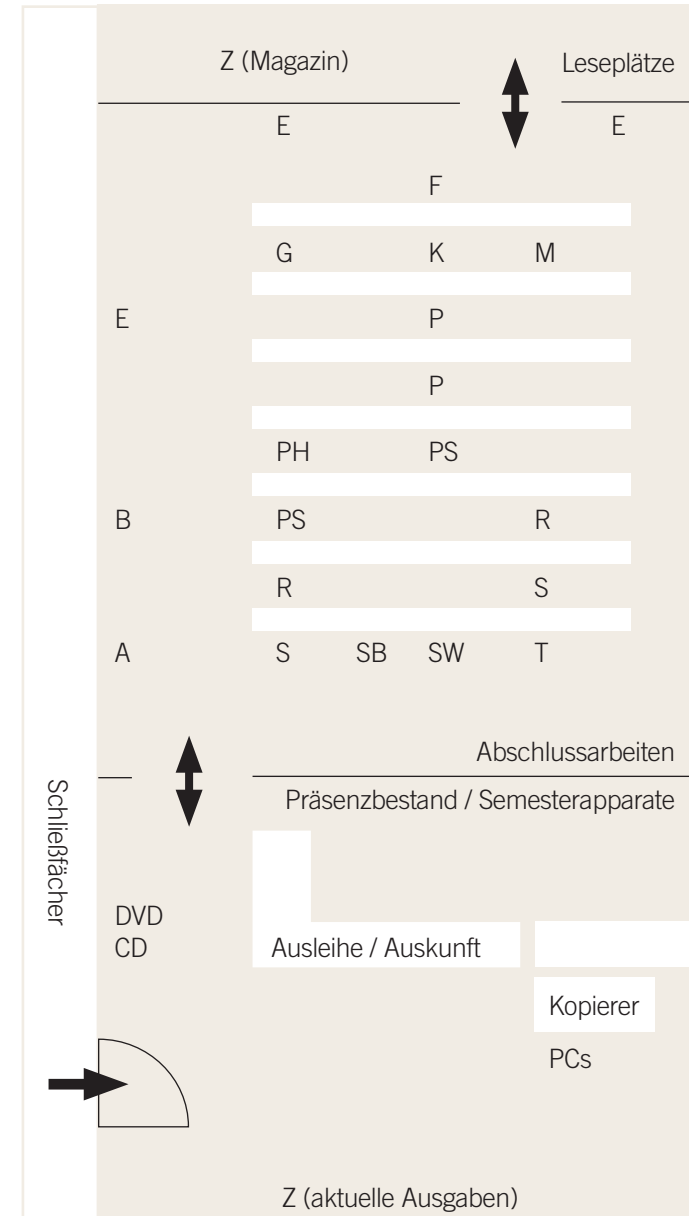 Z (Magazin)
Leseplätze
E
E
F
G K M
E P
P
PH PS
B PS R
R S
A S SB SW T
Abschlussarbeiten
Präsenzbestand / Semesterapparate
Schließfächer
DVD
CD
Ausleihe / Auskunft
Kopierer
PCs
Z (aktuelle Ausgaben)